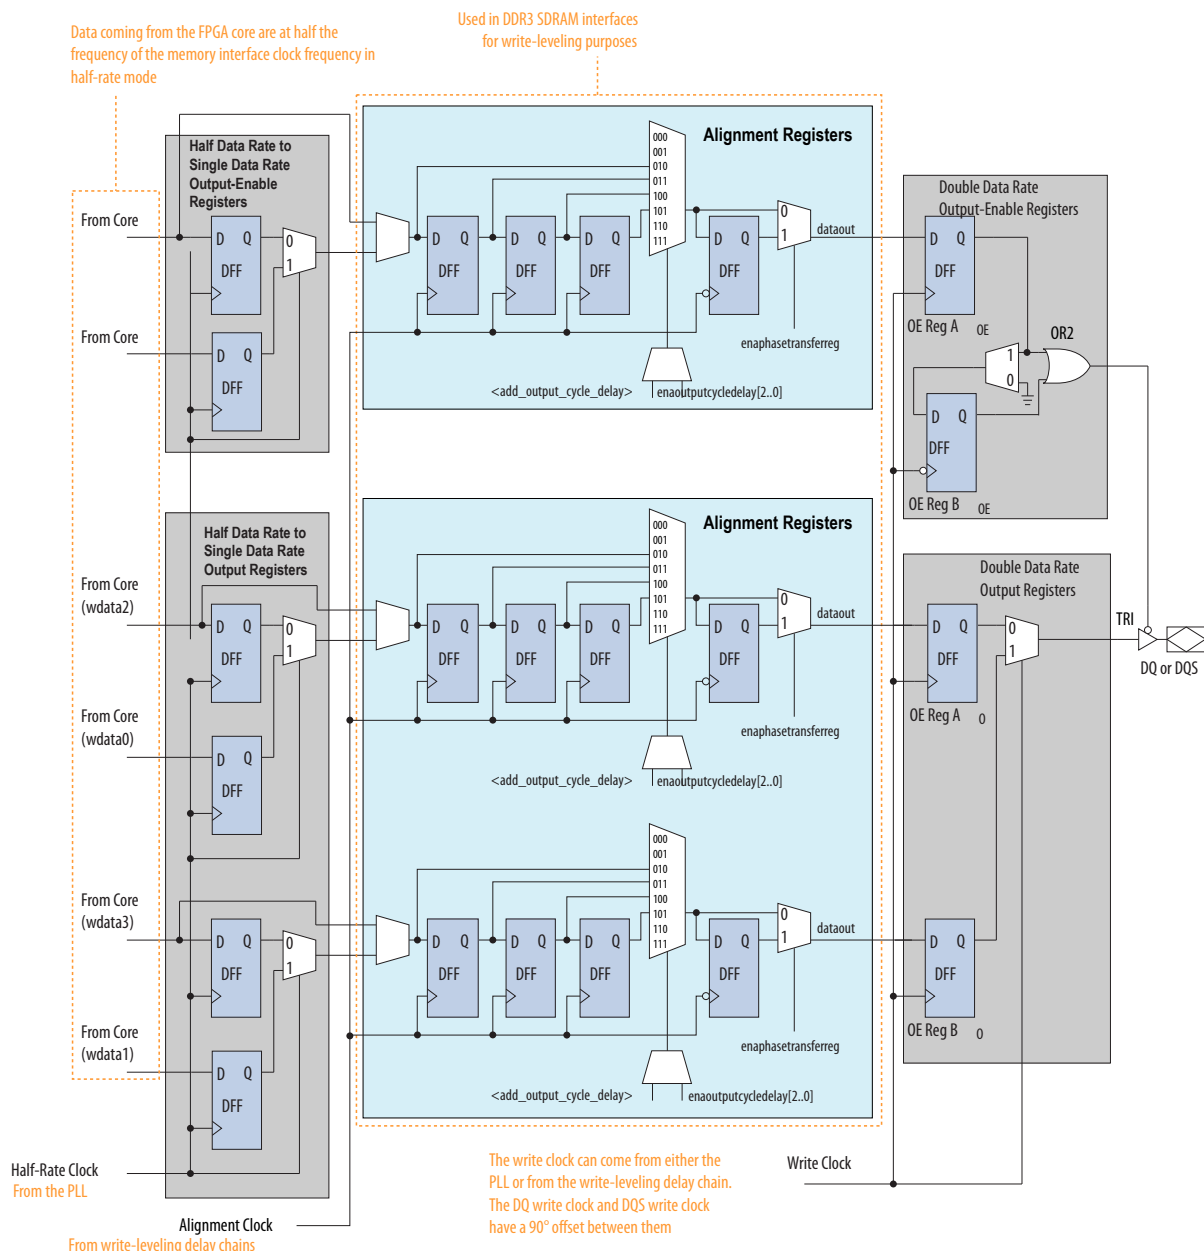 Data coming from the FPGA core are at half the
frequency of the memory interface clock frequency in
half-rate mode
Used in DDR3 SDRAM interfaces
for write-leveling purposes
Half Data Rate to
Single Data Rate
Output-Enable
Registers
From Core
D Q
DFF
0
1
From Core
D Q
DFF
Alignment Registers
000
001
010
011
100
101
110
111
D Q
DFF
D Q
DFF
D Q
DFF
D Q
DFF
0
1
dataout
enaphasetransferreg
<add_output_cycle_delay>
enaoutputcycledelay[2..0]
Double Data Rate
Output-Enable Registers
D Q
DFF
OE Reg A OE
OR2
1
0
D Q
DFF
OE Reg B OE
Half Data Rate to
Single Data Rate
Output Registers
From Core
(wdata2)
D Q
DFF
0
1
From Core
(wdata0)
D Q
DFF
Alignment Registers
000
001
010
011
100
101
110
111
D Q
DFF
D Q
DFF
D Q
DFF
D Q
DFF
0
1
dataout
enaphasetransferreg
<add_output_cycle_delay>
enaoutputcycledelay[2..0]
Double Data Rate
Output Registers
D Q
DFF
OE Reg A O
0
1
TRI
DQ or DQS
From Core
(wdata3)
D Q
DFF
0
1
From Core
(wdata1)
D Q
DFF
000
001
010
011
100
101
110
111
D Q
DFF
D Q
DFF
D Q
DFF
D Q
DFF
0
1
dataout
enaphasetransferreg
<add_output_cycle_delay>
enaoutputcycledelay[2..0]
D Q
DFF
OE Reg B O
Half-Rate Clock
From the PLL
Alignment Clock
From write-leveling delay chains
The write clock can come from either the
PLL or from the write-leveling delay chain.
The DQ write clock and DQS write clock
have a 90° offset between them
Write Clock